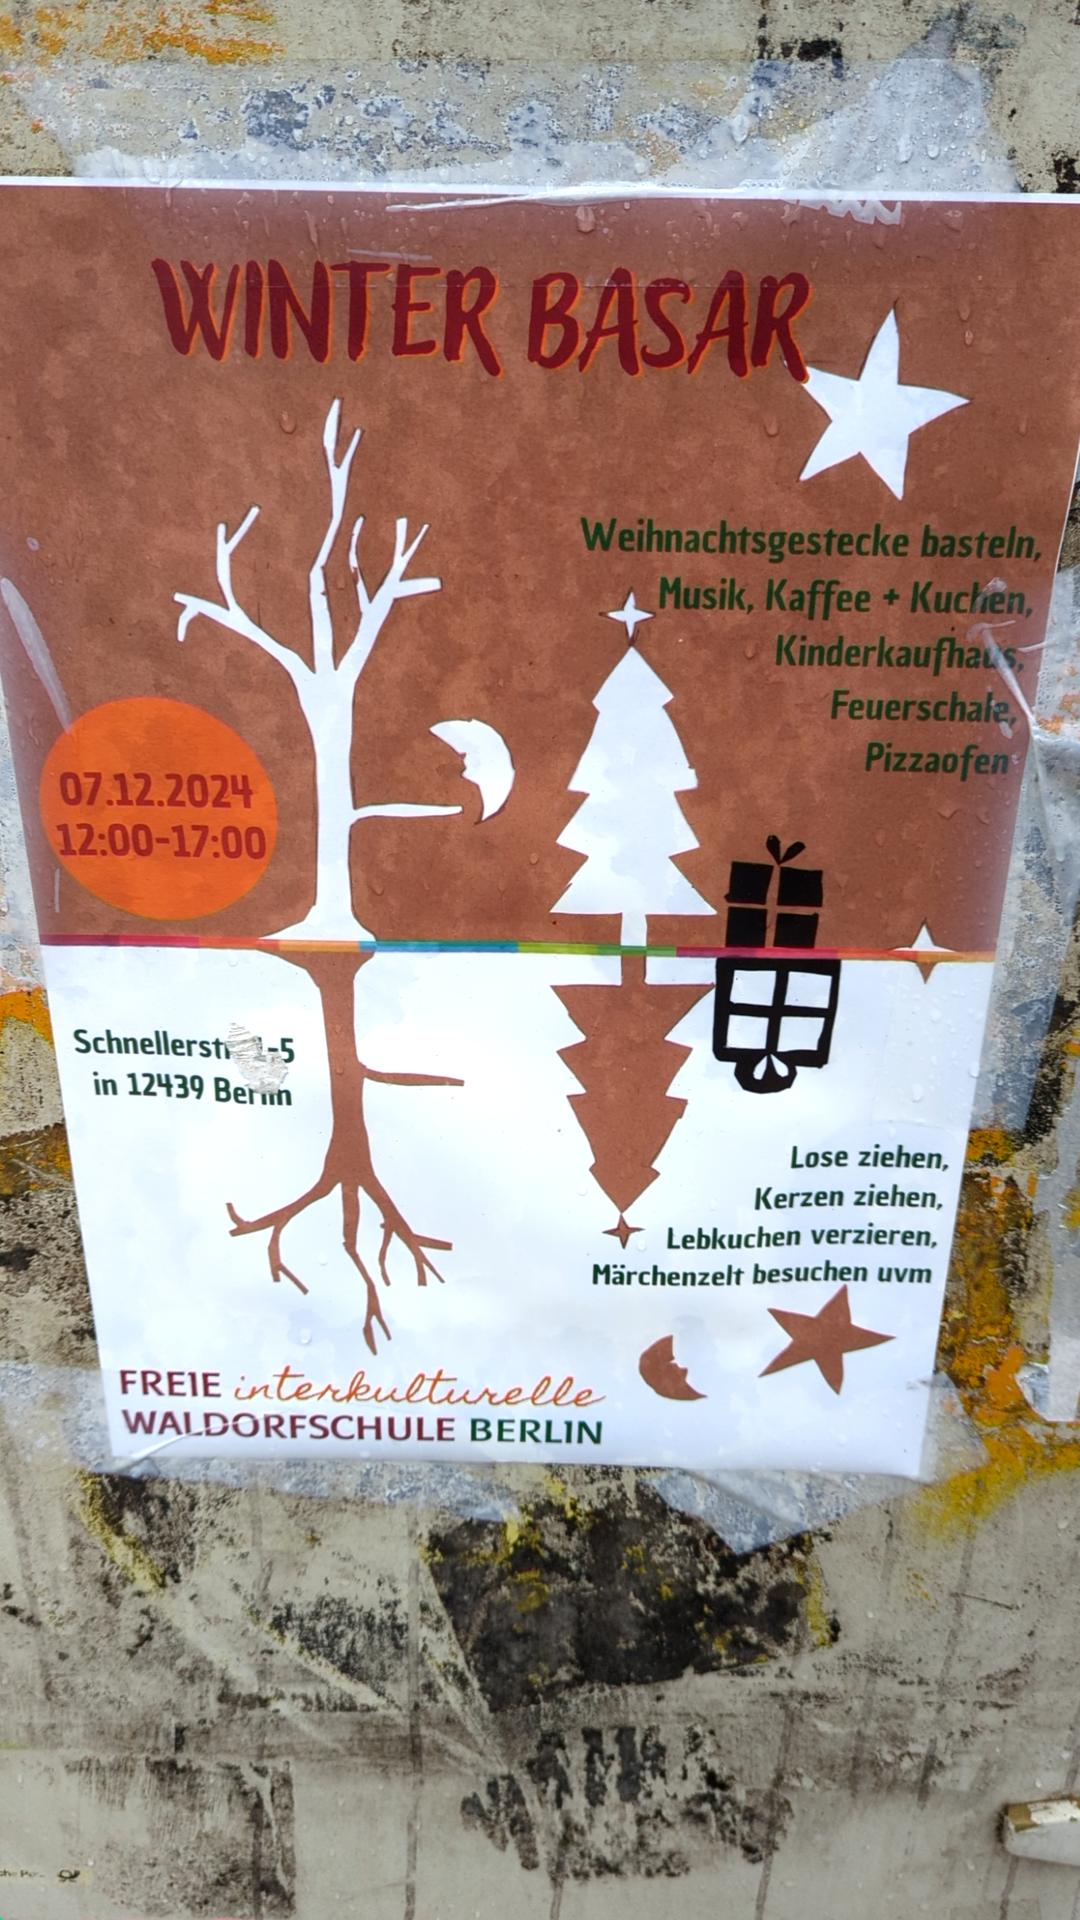 WINTER BASAR
Weihnachtsgestecke basteln,
Musik, Kaffee + Kuchen,
Kinderkaufhaus,
Feuerschale,
Pizzaofen
07.12.2024
12:00-17:00
in 12439 Berlin
Lose ziehen,
Kerzen ziehen,
Lebkuchen verzieren,
Märchenzelt besuchen uvm
FREIE interkulturelle
WALDORFSCHULE BERLIN